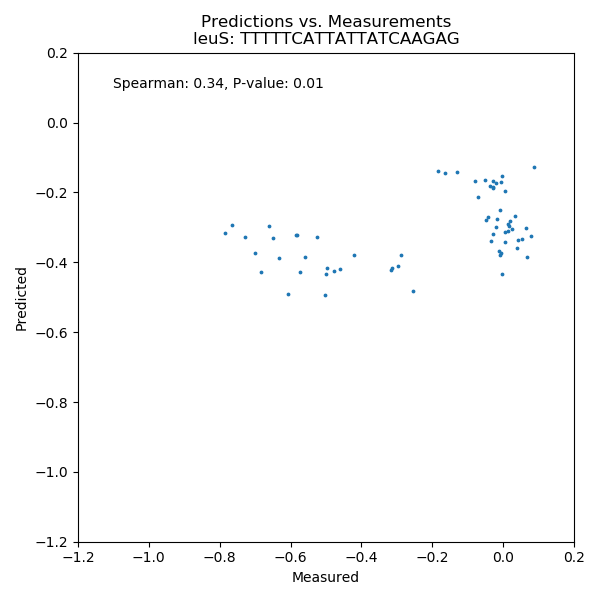 Predictions vs. Measurements
leuS: TTTTTCATTATTATCAAGAG
Spearman: 0.34, P-value: 0.01
0.2
0.0
−0.2
−0.4
−0.6
−0.8
−1.0
−1.2
Predicted
−1.2 −1.0 −0.8 −0.6 −0.4 −0.2 0.0 0.2
Measured